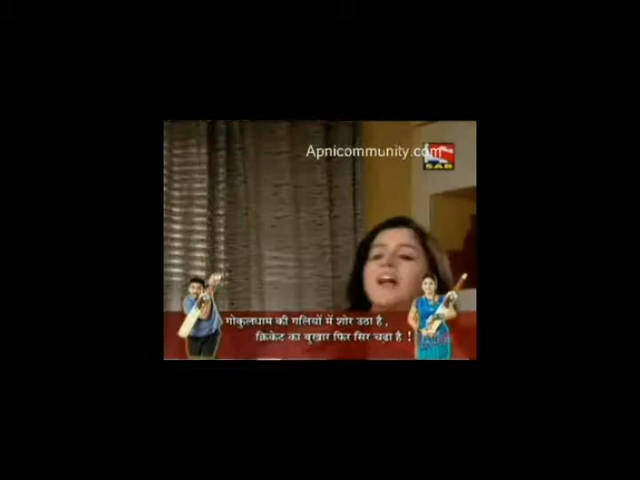 Apnicommunity.com
SAB
गोकुलधाम की गलियों में शोर उठा है,
क्रिकेट का बुखार फिर सिर चढ़ा है !